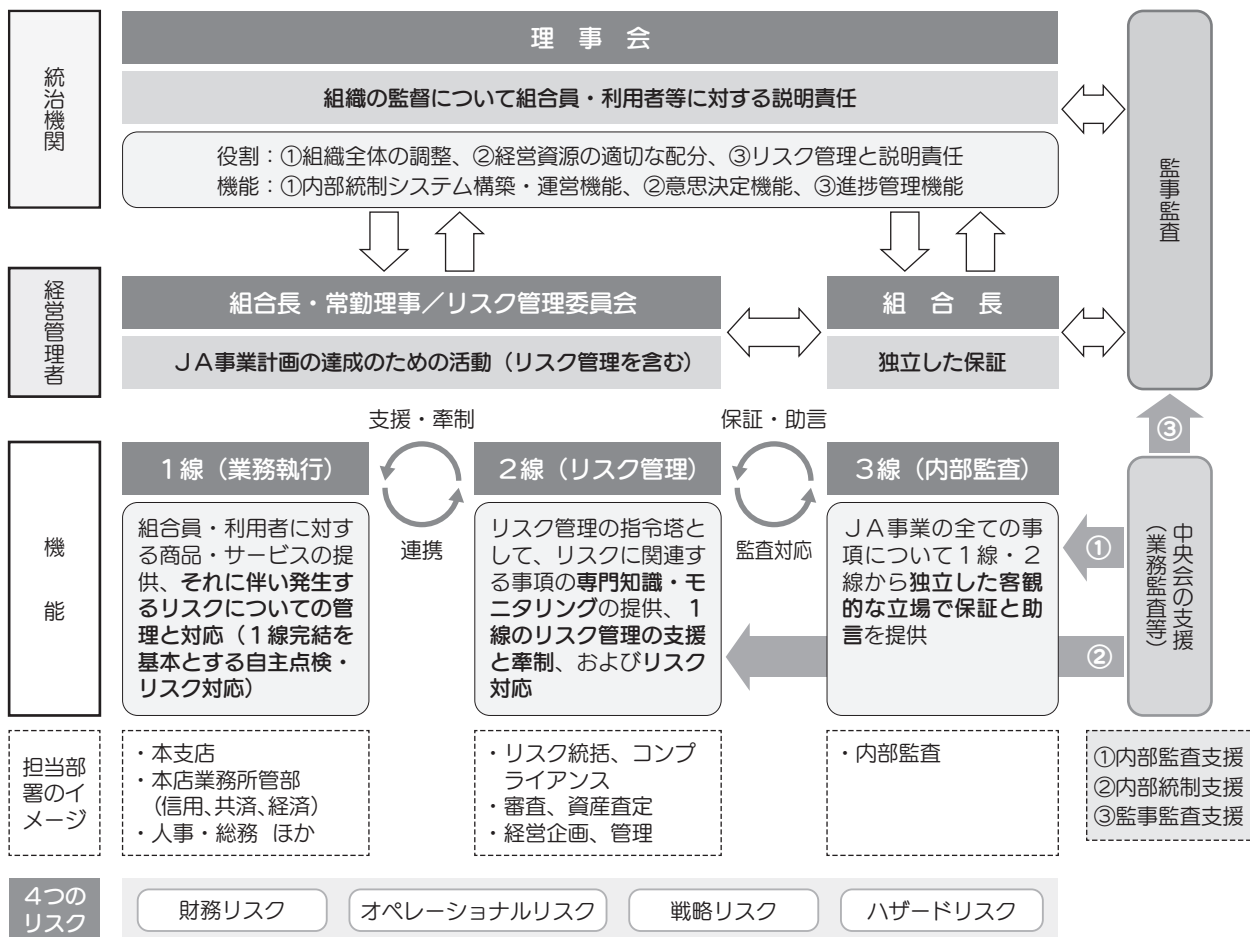 統治機関
理事会
組織の監督について組合員・利用者等に対する説明責任
役割：①組織全体の調整、②経営資源の適切な配分、③リスク管理と説明責任
機能：①内部統制システム構築・運営機能、②意思決定機能、③進捗管理機能
監事監査
経営管理者
組合長・常勤理事／リスク管理委員会
ＪＡ事業計画の達成のための活動（リスク管理を含む）
組合長
独立した保証
機能
支援・牽制
連携
保証・助言
監査対応
１線（業務執行）
組合員・利用者に対す
る商品・サービスの提
供、それに伴い発生す
るリスクについての管
理と対応（１線完結を
基本とする自主点検・
リスク対応）
２線（リスク管理）
リスク管理の指令塔と
して、リスクに関連す
る事項の専門知識・モ
ニタリングの提供、１
線のリスク管理の支援
と牽制、およびリスク
対応
３線（内部監査）
ＪＡ事業の全ての事
項について１線・２
線から独立した客観
的な立場で保証と助
言を提供
①
②
③
中央会の支援
（業務監査等）
担当部
署のイ
メージ
・本支店
・本店業務所管部
（信用、共済、経済）
・人事・総務 ほか
・リスク統括、コンプ
ライアンス
・審査、資産査定
・経営企画、管理
・内部監査
①内部監査支援
②内部統制支援
③監事監査支援
４つの
リスク
財務リスク
オペレーショナルリスク
戦略リスク
ハザードリスク